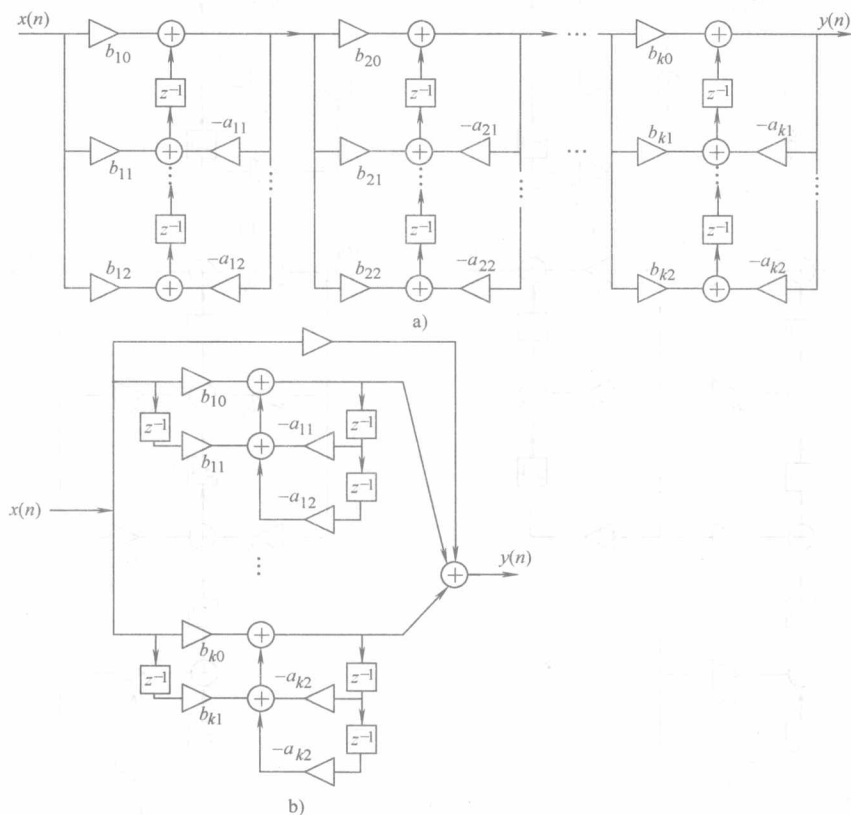 x(n) y(n)
b10 b20 ... bk0
z⁻¹ z⁻¹ z⁻¹
−a11 −a21 −ak1
b11 b21 ... bk1
z⁻¹ z⁻¹ z⁻¹
b12 −a12 b22 −a22 bk2 −ak2
a)
b10
z⁻¹ −a11 z⁻¹
b11
−a12 z⁻¹
x(n)
...
y(n)
bk0
z⁻¹ −ak2 z⁻¹
bk1
−ak2 z⁻¹
b)